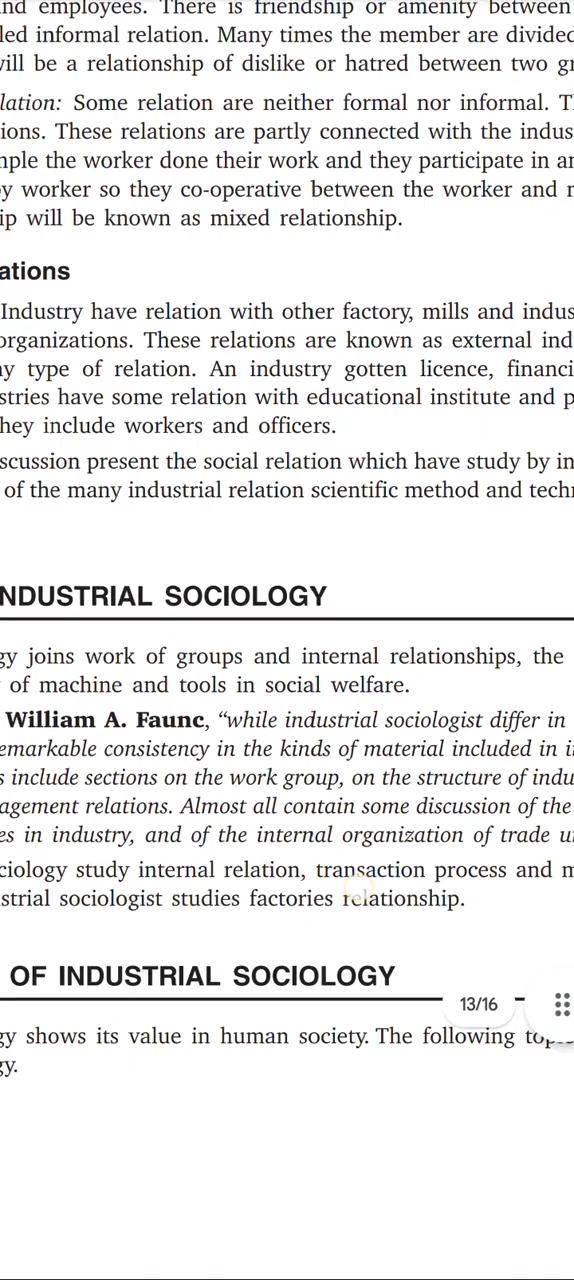 nd employees. There is friendship or amenity between
led informal relation. Many times the member are divided
will be a relationship of dislike or hatred between two gr
lation: Some relation are neither formal nor informal. Th
ions. These relations are partly connected with the indus
mple the worker done their work and they participate in an
by worker so they co-operative between the worker and m
ip will be known as mixed relationship.
ations
Industry have relation with other factory, mills and indus
organizations. These relations are known as external ind
ny type of relation. An industry gotten licence, financi
stries have some relation with educational institute and p
hey include workers and officers.
scussion present the social relation which have study by in
of the many industrial relation scientific method and techn
NDUSTRIAL SOCIOLOGY
gy joins work of groups and internal relationships, the
of machine and tools in social welfare.
William A. Faunc, “while industrial sociologist differ in
emarkable consistency in the kinds of material included in i
s include sections on the work group, on the structure of indu
agement relations. Almost all contain some discussion of the
es in industry, and of the internal organization of trade u
ciology study internal relation, transaction process and m
strial sociologist studies factories relationship.
OF INDUSTRIAL SOCIOLOGY
13/16
gy shows its value in human society. The following topi
gy.